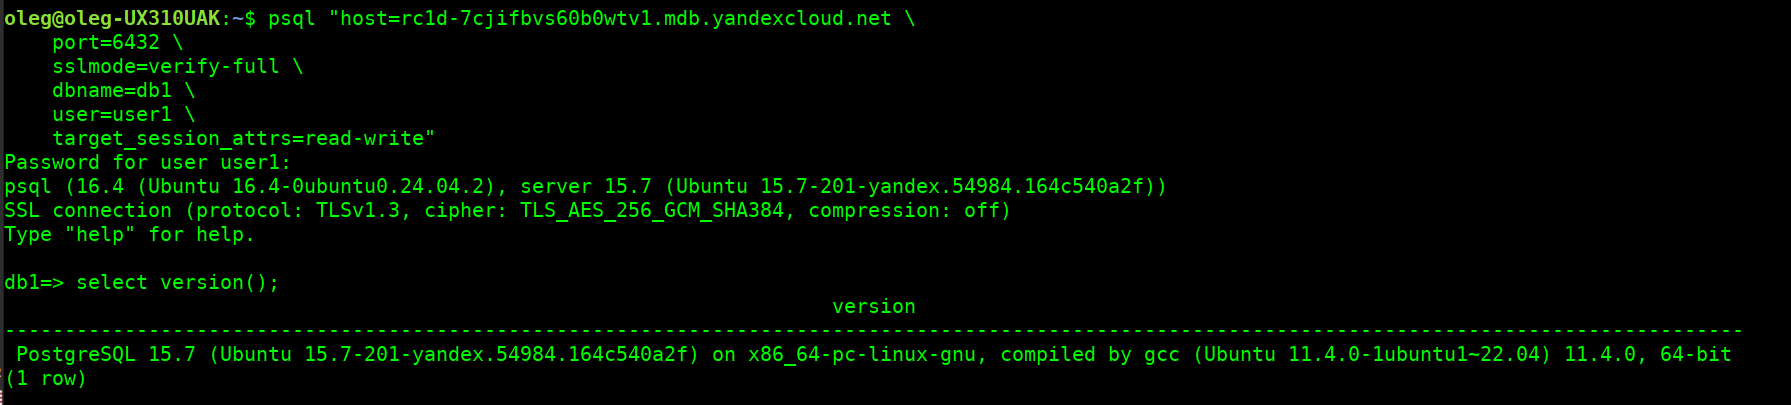 oleg@oleg-UX310UAK:~$ psql "host=rc1d-7cjifbvs60b0wtv1.mdb.yandexcloud.net \
    port=6432 \
    sslmode=verify-full \
    dbname=db1 \
    user=user1 \
    target_session_attrs=read-write"
Password for user user1:
psql (16.4 (Ubuntu 16.4-0ubuntu0.24.04.2), server 15.7 (Ubuntu 15.7-201-yandex.54984.164c540a2f))
SSL connection (protocol: TLSv1.3, cipher: TLS_AES_256_GCM_SHA384, compression: off)
Type "help" for help.

db1=> select version();
                                                                     version
-------------------------------------------------------------------------------------------------------------------------------------------------
 PostgreSQL 15.7 (Ubuntu 15.7-201-yandex.54984.164c540a2f) on x86_64-pc-linux-gnu, compiled by gcc (Ubuntu 11.4.0-1ubuntu1~22.04) 11.4.0, 64-bit
(1 row)